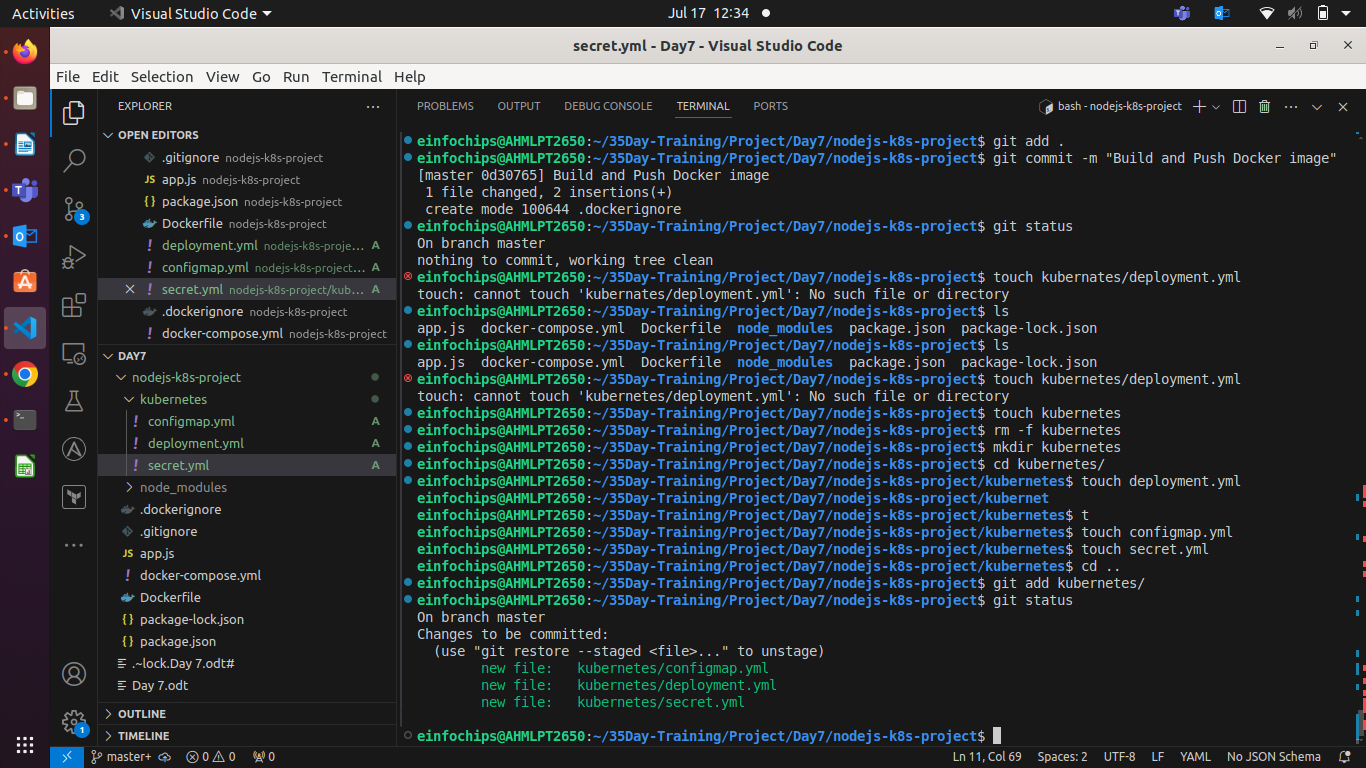 Activities
Visual Studio Code
Jul 17 12:34
secret.yml - Day7 - Visual Studio Code
File Edit Selection View Go Run Terminal Help
EXPLORER
OPEN EDITORS
.gitignore nodejs-k8s-project
JS app.js nodejs-k8s-project
{} package.json nodejs-k8s-project
Dockerfile nodejs-k8s-project
! deployment.yml nodejs-k8s-proje... A
! configmap.yml nodejs-k8s-project... A
! secret.yml nodejs-k8s-project/kub... A
.dockerignore nodejs-k8s-project
! docker-compose.yml nodejs-k8s-project
DAY7
nodejs-k8s-project
kubernetes
! configmap.yml A
! deployment.yml A
! secret.yml A
node_modules
.dockerignore
.gitignore
JS app.js
! docker-compose.yml
Dockerfile
{} package-lock.json
{} package.json
.~lock.Day 7.odt#
Day 7.odt
OUTLINE
TIMELINE
3
1
PROBLEMS OUTPUT DEBUG CONSOLE TERMINAL PORTS
bash - nodejs-k8s-project
einfochips@AHMLPT2650:~/35Day-Training/Project/Day7/nodejs-k8s-project$ git add .
einfochips@AHMLPT2650:~/35Day-Training/Project/Day7/nodejs-k8s-project$ git commit -m "Build and Push Docker image"
[master 0d30765] Build and Push Docker image
1 file changed, 2 insertions(+)
create mode 100644 .dockerignore
einfochips@AHMLPT2650:~/35Day-Training/Project/Day7/nodejs-k8s-project$ git status
On branch master
nothing to commit, working tree clean
einfochips@AHMLPT2650:~/35Day-Training/Project/Day7/nodejs-k8s-project$ touch kubernates/deployment.yml
touch: cannot touch 'kubernates/deployment.yml': No such file or directory
einfochips@AHMLPT2650:~/35Day-Training/Project/Day7/nodejs-k8s-project$ ls
app.js docker-compose.yml Dockerfile node_modules package.json package-lock.json
einfochips@AHMLPT2650:~/35Day-Training/Project/Day7/nodejs-k8s-project$ ls
app.js docker-compose.yml Dockerfile node_modules package.json package-lock.json
einfochips@AHMLPT2650:~/35Day-Training/Project/Day7/nodejs-k8s-project$ touch kubernetes/deployment.yml
touch: cannot touch 'kubernetes/deployment.yml': No such file or directory
einfochips@AHMLPT2650:~/35Day-Training/Project/Day7/nodejs-k8s-project$ touch kubernetes
einfochips@AHMLPT2650:~/35Day-Training/Project/Day7/nodejs-k8s-project$ rm -f kubernetes
einfochips@AHMLPT2650:~/35Day-Training/Project/Day7/nodejs-k8s-project$ mkdir kubernetes
einfochips@AHMLPT2650:~/35Day-Training/Project/Day7/nodejs-k8s-project$ cd kubernetes/
einfochips@AHMLPT2650:~/35Day-Training/Project/Day7/nodejs-k8s-project/kubernetes$ touch deployment.yml
einfochips@AHMLPT2650:~/35Day-Training/Project/Day7/nodejs-k8s-project/kubernet
einfochips@AHMLPT2650:~/35Day-Training/Project/Day7/nodejs-k8s-project/kubernetes$ t
einfochips@AHMLPT2650:~/35Day-Training/Project/Day7/nodejs-k8s-project/kubernetes$ touch configmap.yml
einfochips@AHMLPT2650:~/35Day-Training/Project/Day7/nodejs-k8s-project/kubernetes$ touch secret.yml
einfochips@AHMLPT2650:~/35Day-Training/Project/Day7/nodejs-k8s-project/kubernetes$ cd ..
einfochips@AHMLPT2650:~/35Day-Training/Project/Day7/nodejs-k8s-project$ git add kubernetes/
einfochips@AHMLPT2650:~/35Day-Training/Project/Day7/nodejs-k8s-project$ git status
On branch master
Changes to be committed:
(use "git restore --staged <file>..." to unstage)
new file: kubernetes/configmap.yml
new file: kubernetes/deployment.yml
new file: kubernetes/secret.yml
einfochips@AHMLPT2650:~/35Day-Training/Project/Day7/nodejs-k8s-project$
master+ 0 0 0 Ln 11, Col 69 Spaces: 2 UTF-8 LF YAML No JSON Schema